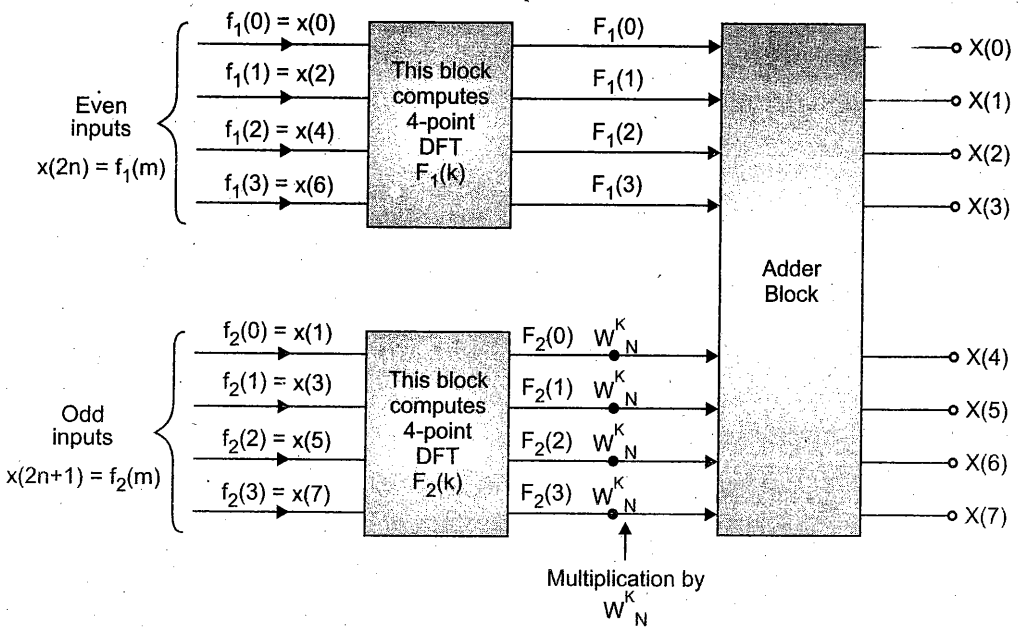 f₁(0) = x(0)
f₁(1) = x(2)
f₁(2) = x(4)
f₁(3) = x(6)
Even
inputs
x(2n) = f₁(m)
This block
computes
4-point
DFT
F₁(k)
F₁(0)
F₁(1)
F₁(2)
F₁(3)
X(0)
X(1)
X(2)
X(3)
Adder
Block
f₂(0) = x(1)
f₂(1) = x(3)
f₂(2) = x(5)
f₂(3) = x(7)
Odd
inputs
x(2n+1) = f₂(m)
This block
computes
4-point
DFT
F₂(k)
F₂(0) W^K_N
F₂(1) W^K_N
F₂(2) W^K_N
F₂(3) W^K_N
X(4)
X(5)
X(6)
X(7)
Multiplication by
W^K_N